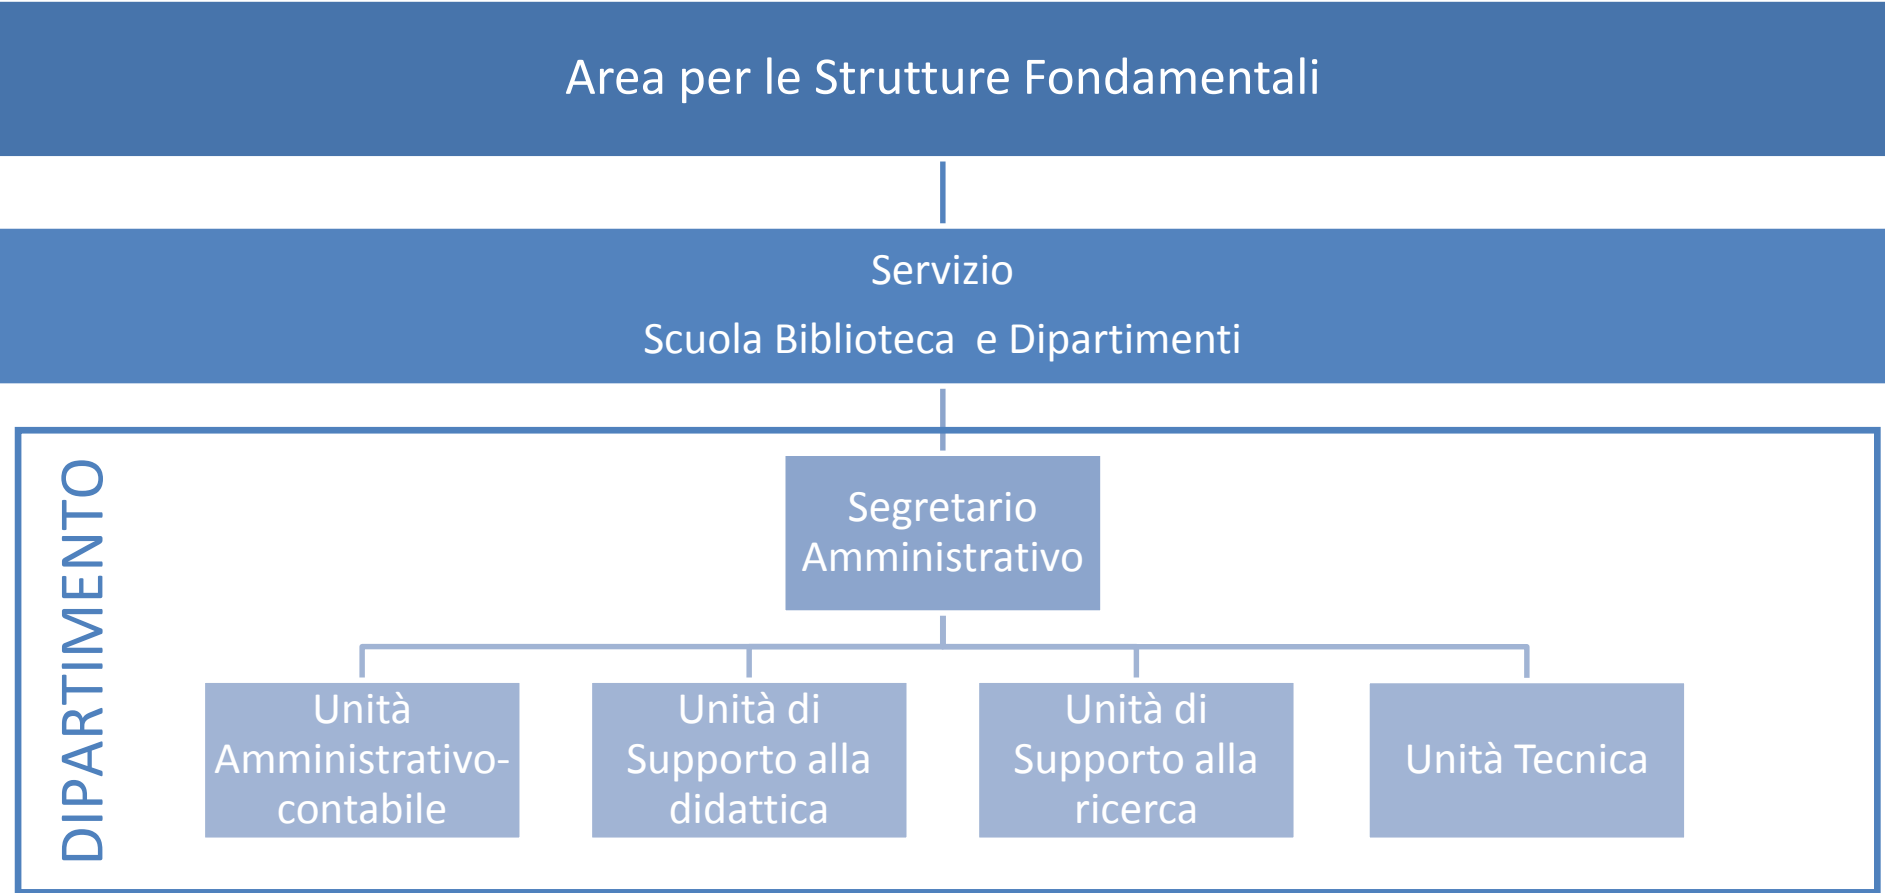 Area per le Strutture Fondamentali
Servizio
Scuola Biblioteca  e Dipartimenti
DIPARTIMENTO
Segretario
Amministrativo
Unità
Amministrativo-
contabile
Unità di
Supporto alla
didattica
Unità di
Supporto alla
ricerca
Unità Tecnica